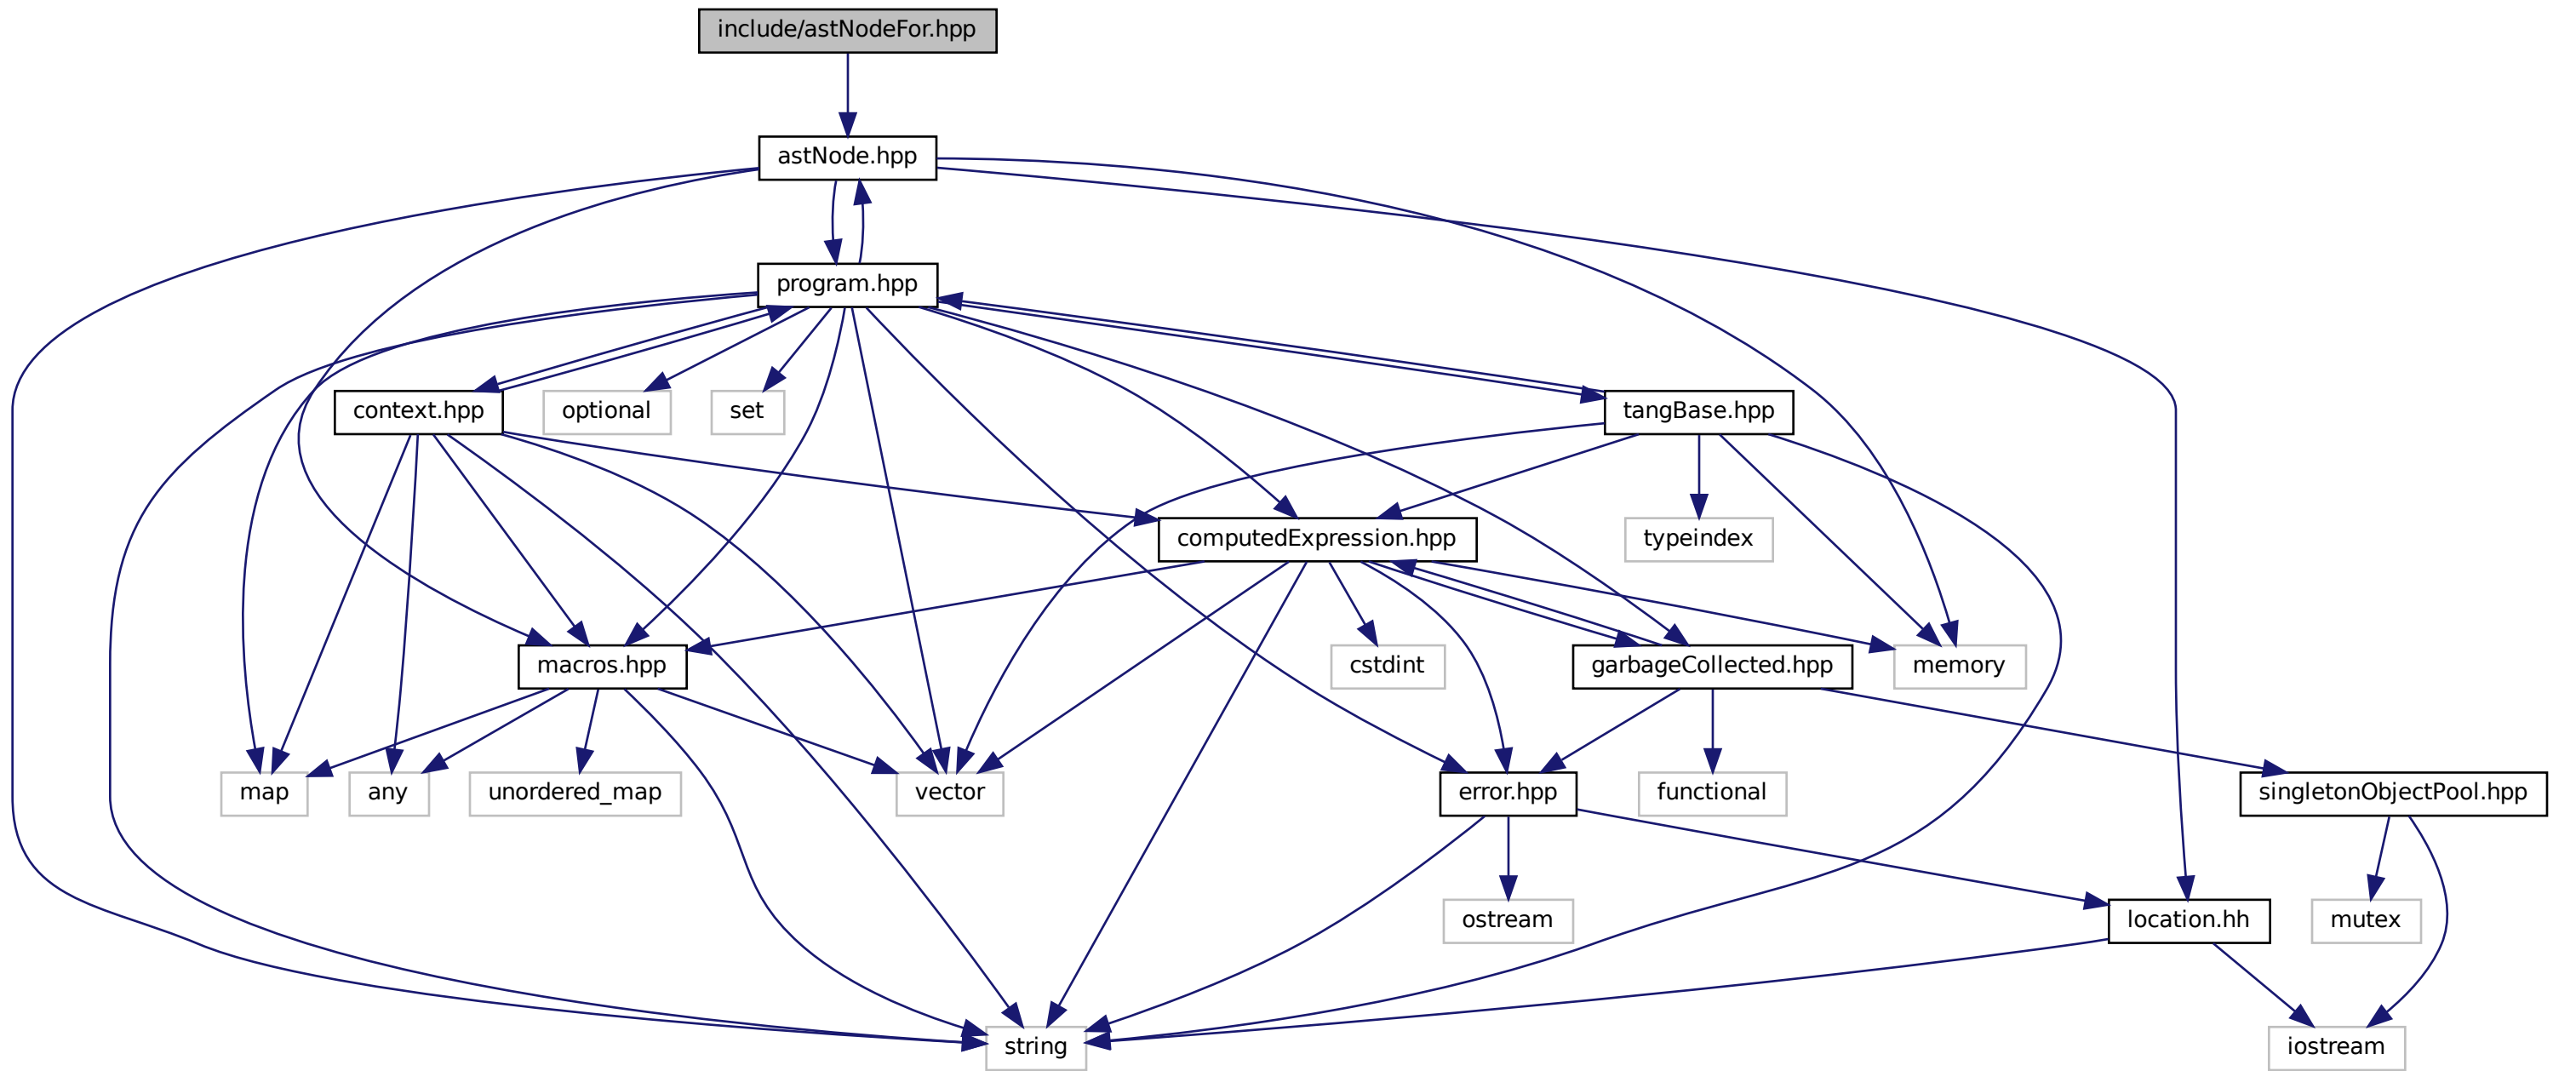 include/astNodeFor.hpp
astNode.hpp
program.hpp
context.hpp
optional
set
tangBase.hpp
computedExpression.hpp
typeindex
macros.hpp
cstdint
garbageCollected.hpp
memory
map
any
unordered_map
vector
error.hpp
functional
singletonObjectPool.hpp
ostream
location.hh
mutex
string
iostream